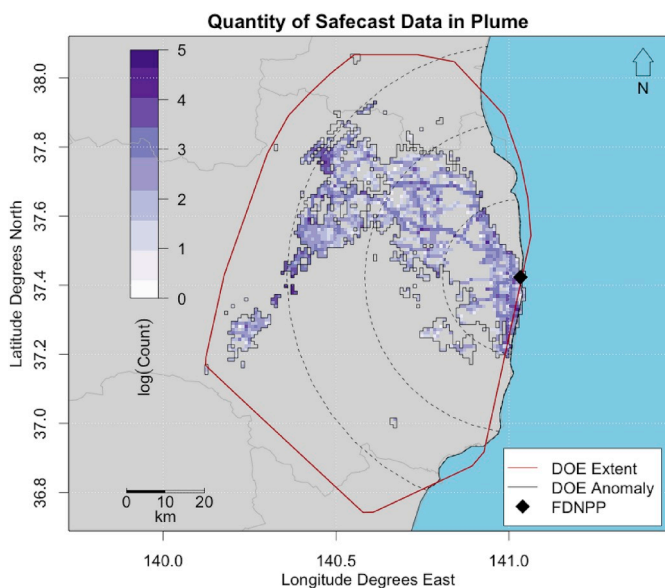 Quantity of Safecast Data in Plume
5
4
3
2
1
0
log(Count)
N
38.0
37.8
37.6
37.4
37.2
37.0
36.8
Latitude Degrees North
0 10 20
km
DOE Extent
DOE Anomaly
FDNPP
140.0 140.5 141.0
Longitude Degrees East